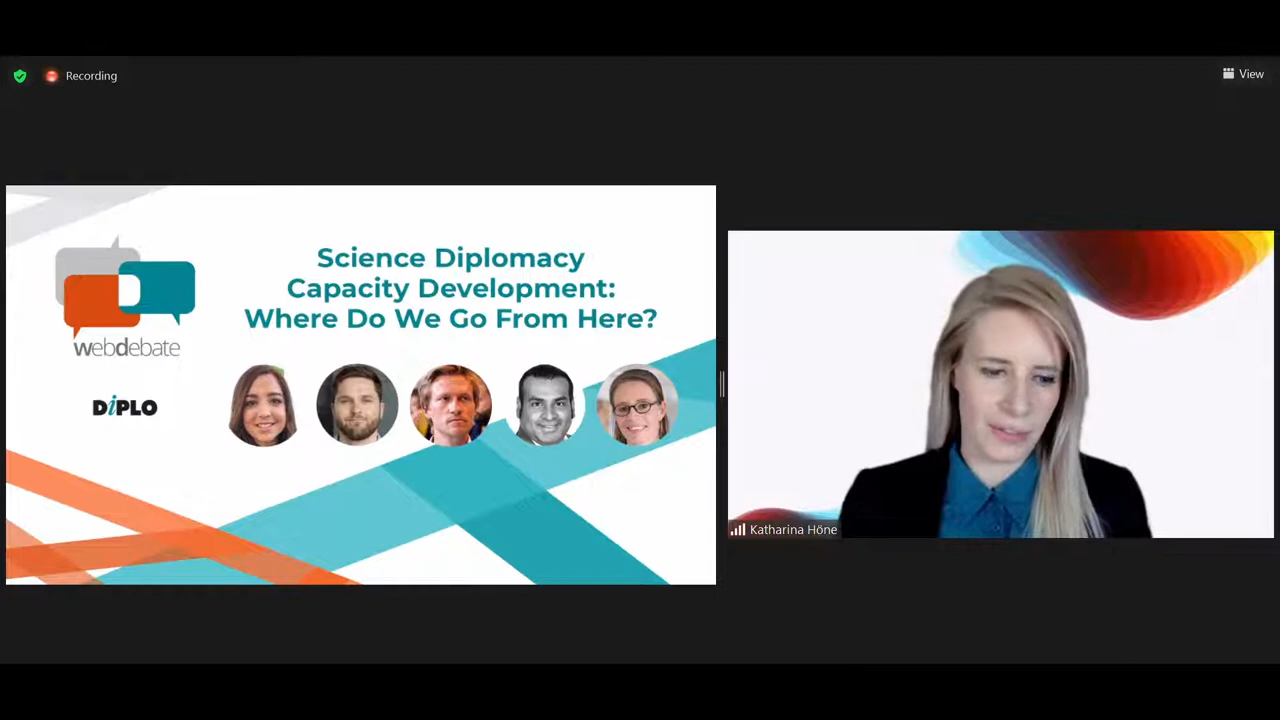 Recording
View
Science Diplomacy
Capacity Development:
Where Do We Go From Here?
webdebate
DiPLO
Katharina Höne